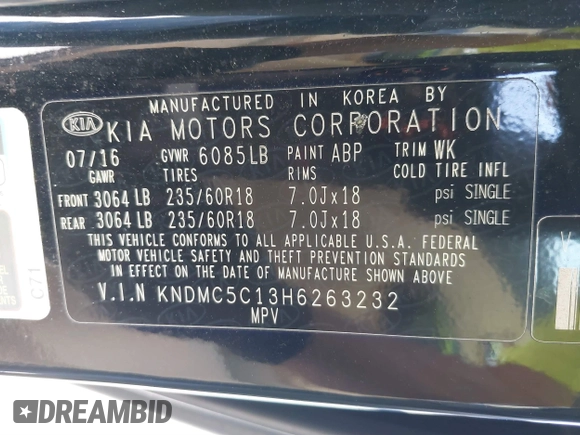 MANUFACTURED IN KOREA BY
KIA KIA MOTORS CORPORATION
07/16 GVWR 6085LB PAINT ABP TRIM WK
GAWR TIRES RIMS COLD TIRE INFL
FRONT 3064 LB 235/60R18 7.0Jx18 psi SINGLE
REAR 3064 LB 235/60R18 7.0Jx18 psi SINGLE
THIS VEHICLE CONFORMS TO ALL APPLICABLE U.S.A. FEDERAL
MOTOR VEHICLE SAFETY AND THEFT PREVENTION STANDARDS
IN EFFECT ON THE DATE OF MANUFACTURE SHOWN ABOVE.
V.I.N KNDMC5C13H6263232
MPV
C71
DREAMBID